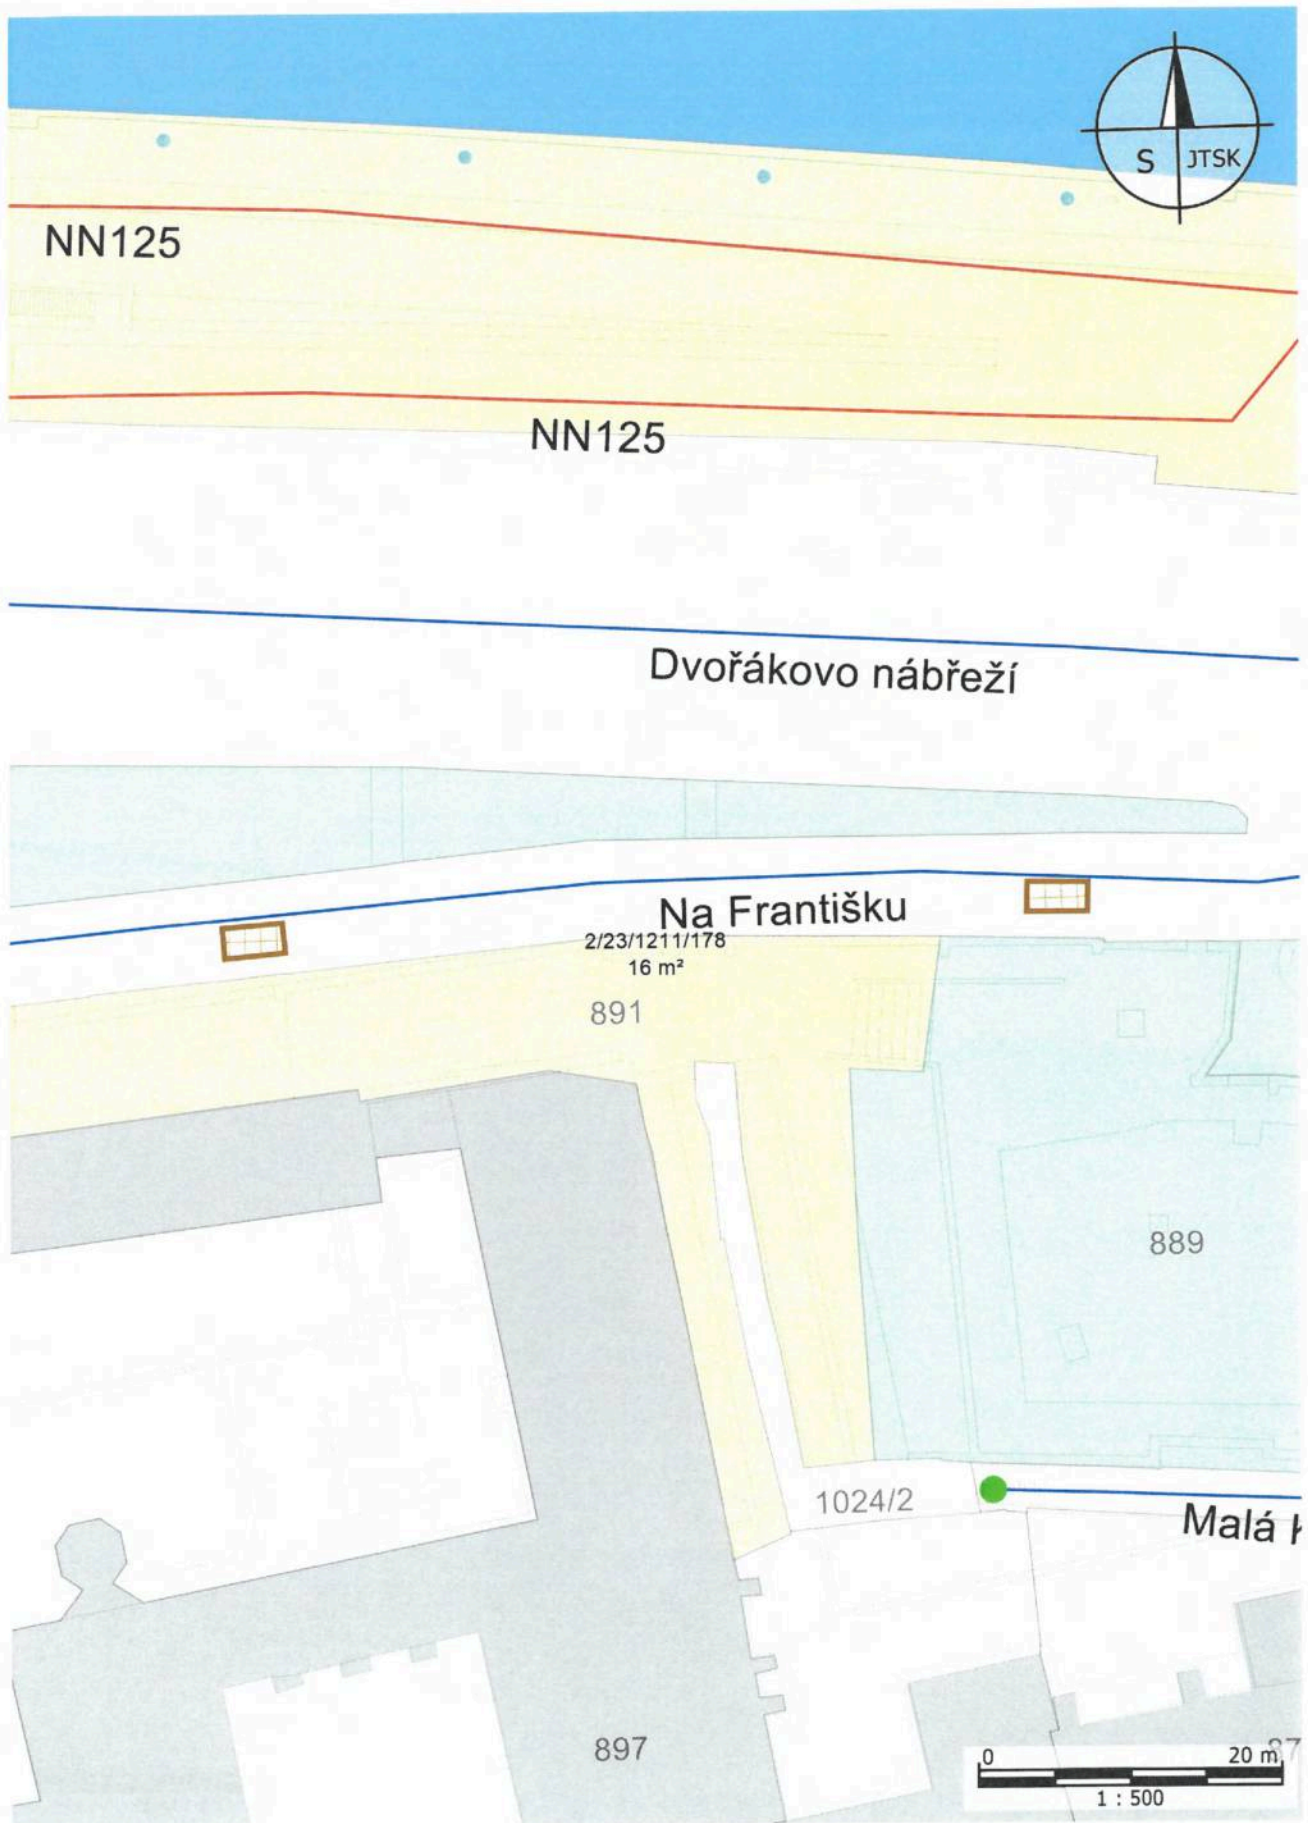 S JTSK
NN125
NN125
Dvořákovo nábřeží
Na Františku
2/23/1211/178
16 m²
891
889
1024/2
Malá
897
0 20 m
1 : 500